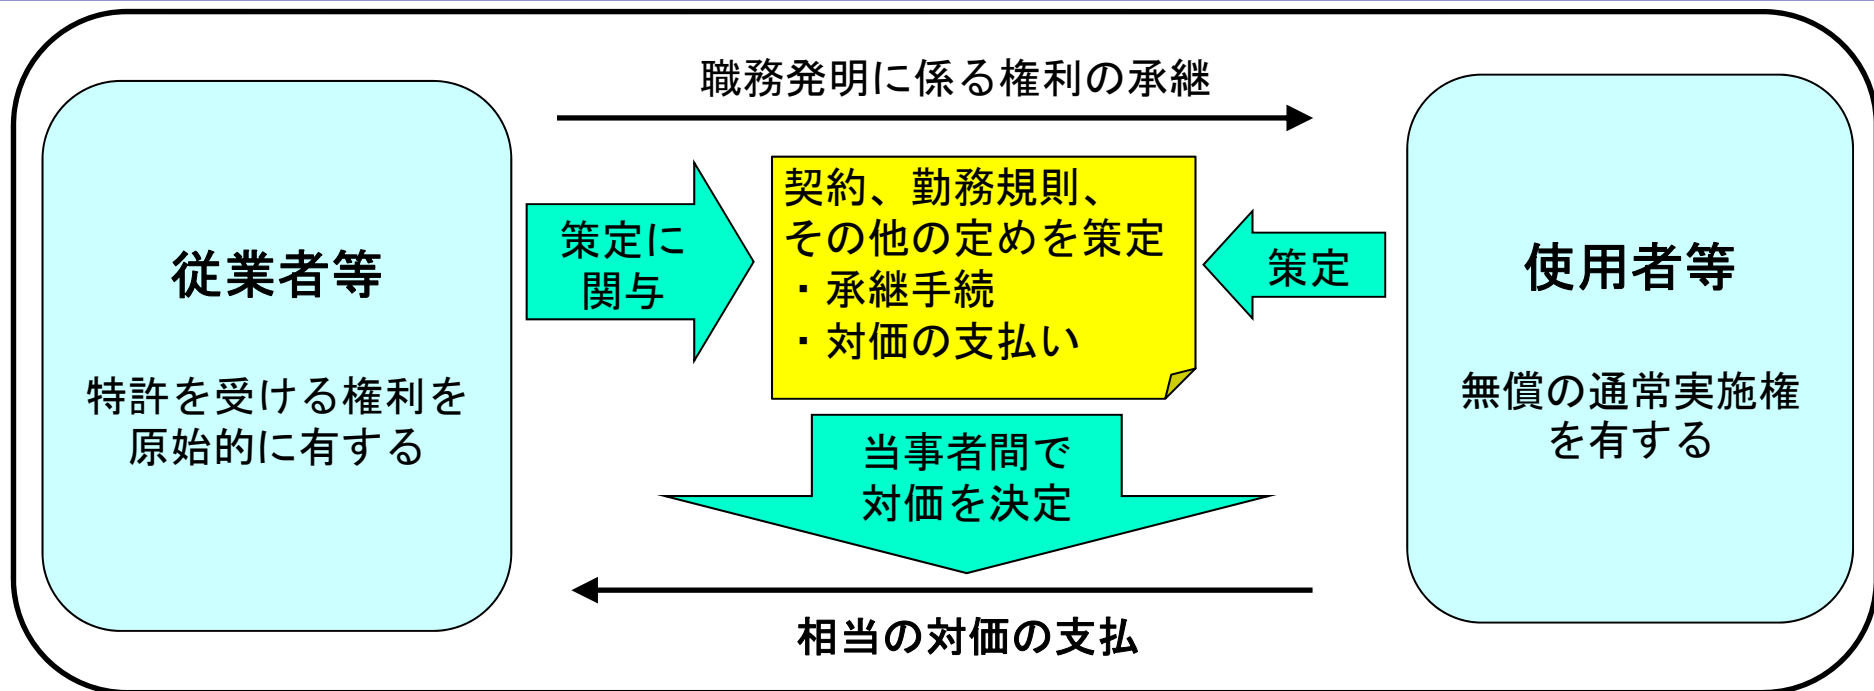 職務発明に係る権利の承継
従業者等
特許を受ける権利を
原始的に有する
策定に
関与
契約、勤務規則、
その他の定めを策定
・承継手続
・対価の支払い
策定
使用者等
無償の通常実施権
を有する
当事者間で
対価を決定
相当の対価の支払